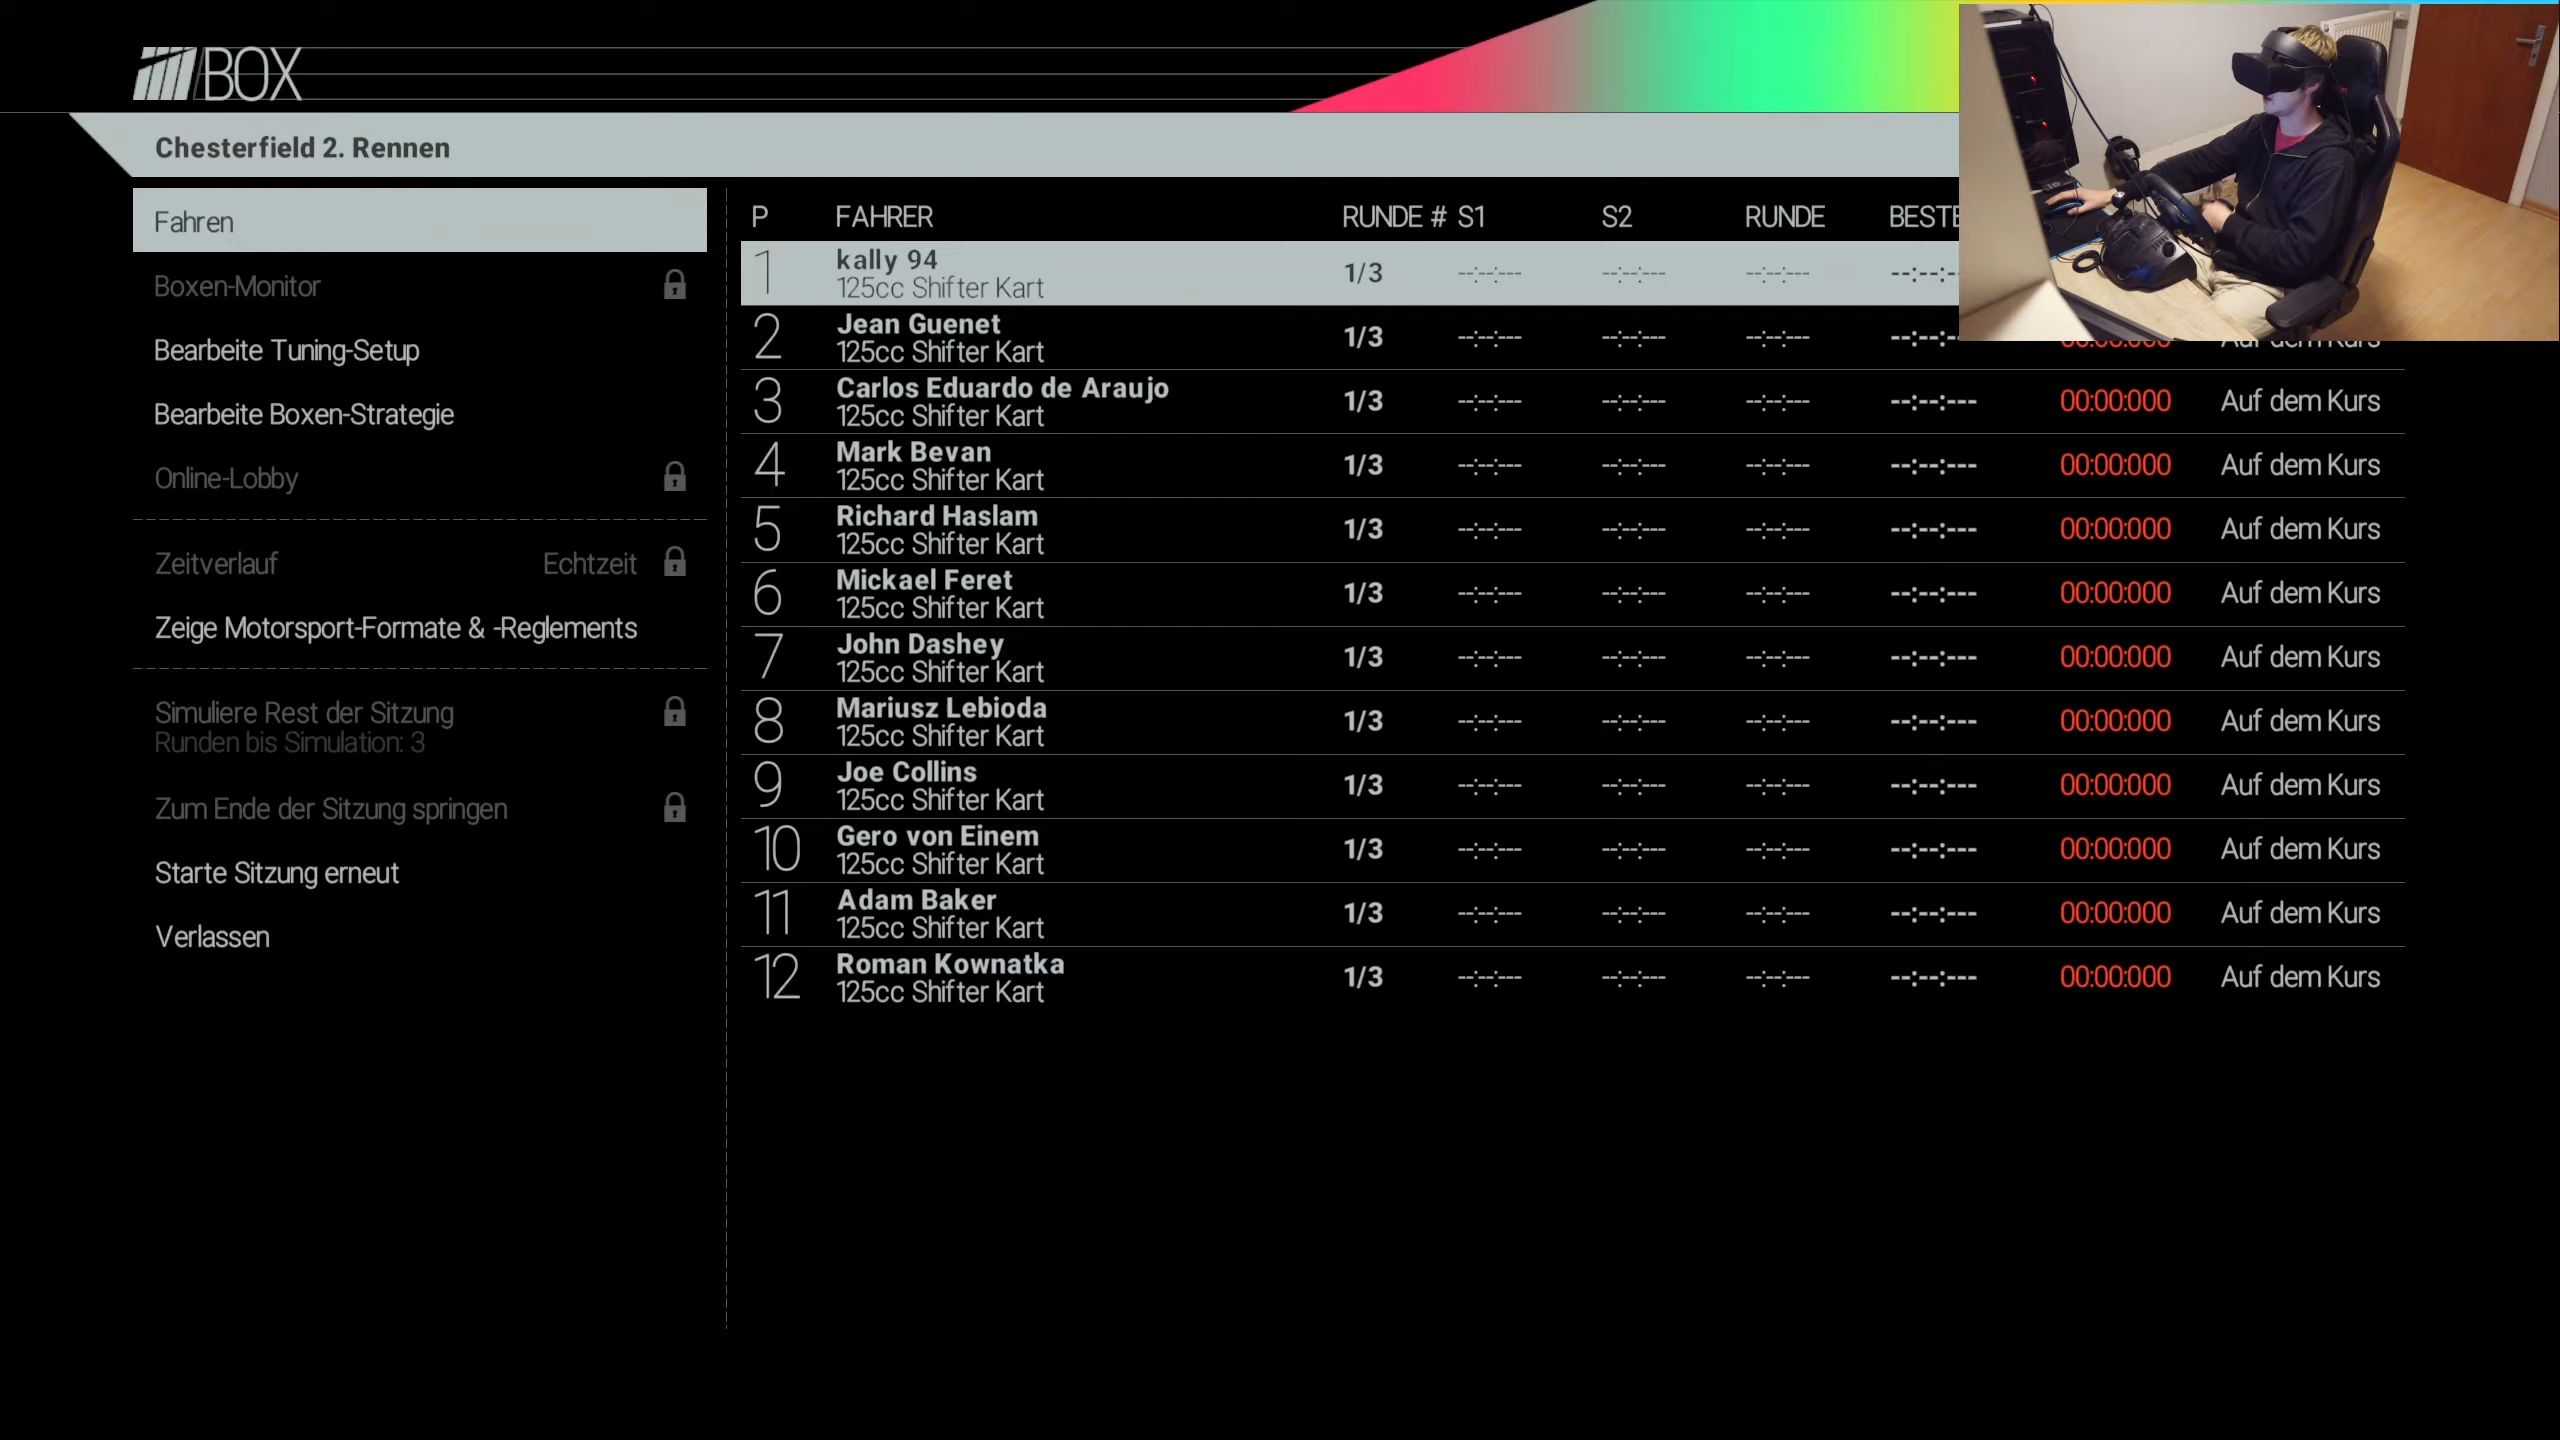 BOX
Chesterfield 2. Rennen
Fahren
Boxen-Monitor
Bearbeite Tuning-Setup
Bearbeite Boxen-Strategie
Online-Lobby
Zeitverlauf Echtzeit
Zeige Motorsport-Formate & -Reglements
Simuliere Rest der Sitzung
Runden bis Simulation: 3
Zum Ende der Sitzung springen
Starte Sitzung erneut
Verlassen
P FAHRER RUNDE # S1 S2 RUNDE BESTE
1 kally 94 1/3 --:--:--- --:--:--- --:--:--- --:--:-
125cc Shifter Kart
2 Jean Guenet 1/3 --:--:--- --:--:--- --:--:--- --:--:- 00:00:000 Auf dem Kurs
125cc Shifter Kart
3 Carlos Eduardo de Araujo 1/3 --:--:--- --:--:--- --:--:--- --:--:--- 00:00:000 Auf dem Kurs
125cc Shifter Kart
4 Mark Bevan 1/3 --:--:--- --:--:--- --:--:--- --:--:--- 00:00:000 Auf dem Kurs
125cc Shifter Kart
5 Richard Haslam 1/3 --:--:--- --:--:--- --:--:--- --:--:--- 00:00:000 Auf dem Kurs
125cc Shifter Kart
6 Mickael Feret 1/3 --:--:--- --:--:--- --:--:--- --:--:--- 00:00:000 Auf dem Kurs
125cc Shifter Kart
7 John Dashey 1/3 --:--:--- --:--:--- --:--:--- --:--:--- 00:00:000 Auf dem Kurs
125cc Shifter Kart
8 Mariusz Lebioda 1/3 --:--:--- --:--:--- --:--:--- --:--:--- 00:00:000 Auf dem Kurs
125cc Shifter Kart
9 Joe Collins 1/3 --:--:--- --:--:--- --:--:--- --:--:--- 00:00:000 Auf dem Kurs
125cc Shifter Kart
10 Gero von Einem 1/3 --:--:--- --:--:--- --:--:--- --:--:--- 00:00:000 Auf dem Kurs
125cc Shifter Kart
11 Adam Baker 1/3 --:--:--- --:--:--- --:--:--- --:--:--- 00:00:000 Auf dem Kurs
125cc Shifter Kart
12 Roman Kownatka 1/3 --:--:--- --:--:--- --:--:--- --:--:--- 00:00:000 Auf dem Kurs
125cc Shifter Kart